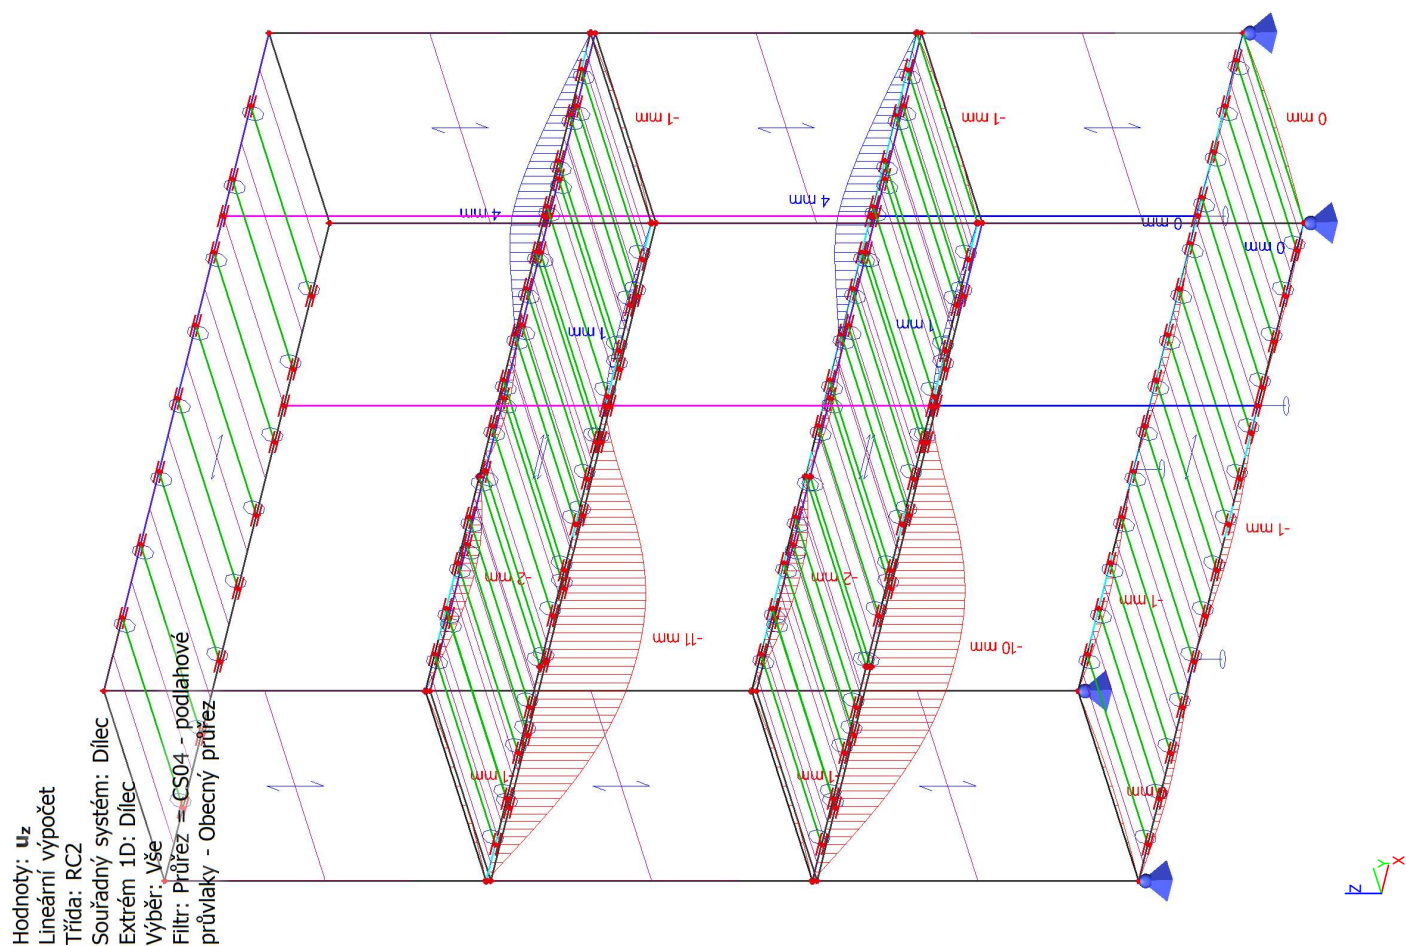 Hodnoty: uz
Lineární výpočet
Třída: RC2
Souřadný systém: Dílec
Extrém 1D: Dílec
Výběr: Vše
Filtr: Průřez = CS04 - podlahové
průvlaky - Obecný průřez
-1 mm
-1 mm
0 mm
4 mm
4 mm
0 mm
0 mm
1 mm
1 mm
-1 mm
-2 mm
-2 mm
-1 mm
-11 mm
-10 mm
-1 mm
-1 mm
mm
Z
Y
X